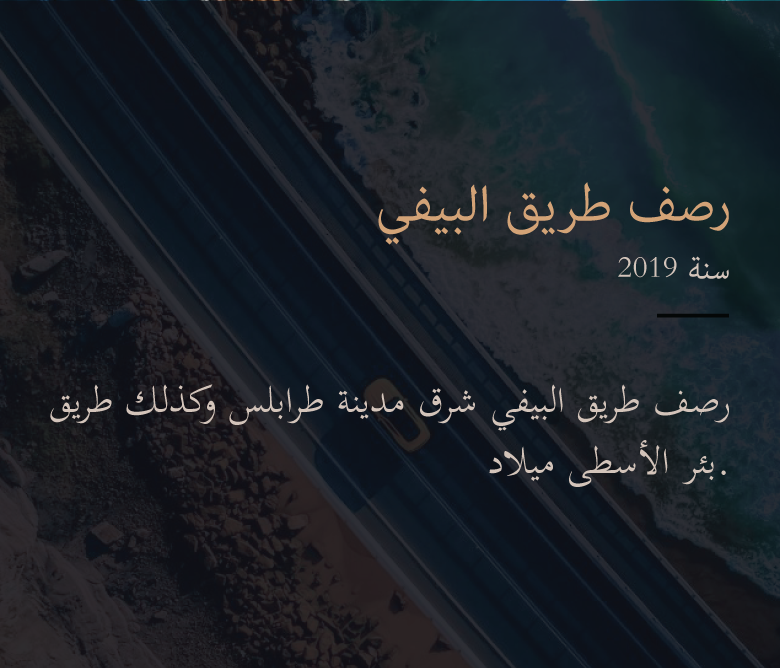 رصف طريق البيفي
سنة 2019
رصف طريق البيفي شرق مدينة طرابلس وكذلك طريق
.بئر الأسطى ميلاد